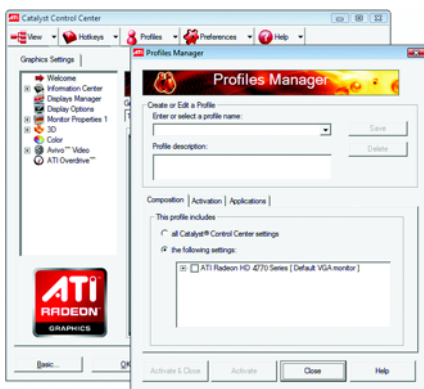 ATI Catalyst Control Center
View Hotkeys Profiles Preferences Help
Graphics Settings
Welcome
Information Center
Displays Manager
Display Options
Monitor Properties 1
3D
Color
Avivo™ Video
ATI Overdrive™
ATI
RADEON
GRAPHICS
Basic...
ATI Profiles Manager
Profiles Manager
Create or Edit a Profile
Enter or select a profile name:
Save
Profile description:
Delete
Composition Activation Applications
This profile includes
all Catalyst® Control Center settings
the following settings:
ATI Radeon HD 4770 Series [ Default VGA monitor ]
Activate & Close Activate Close Help